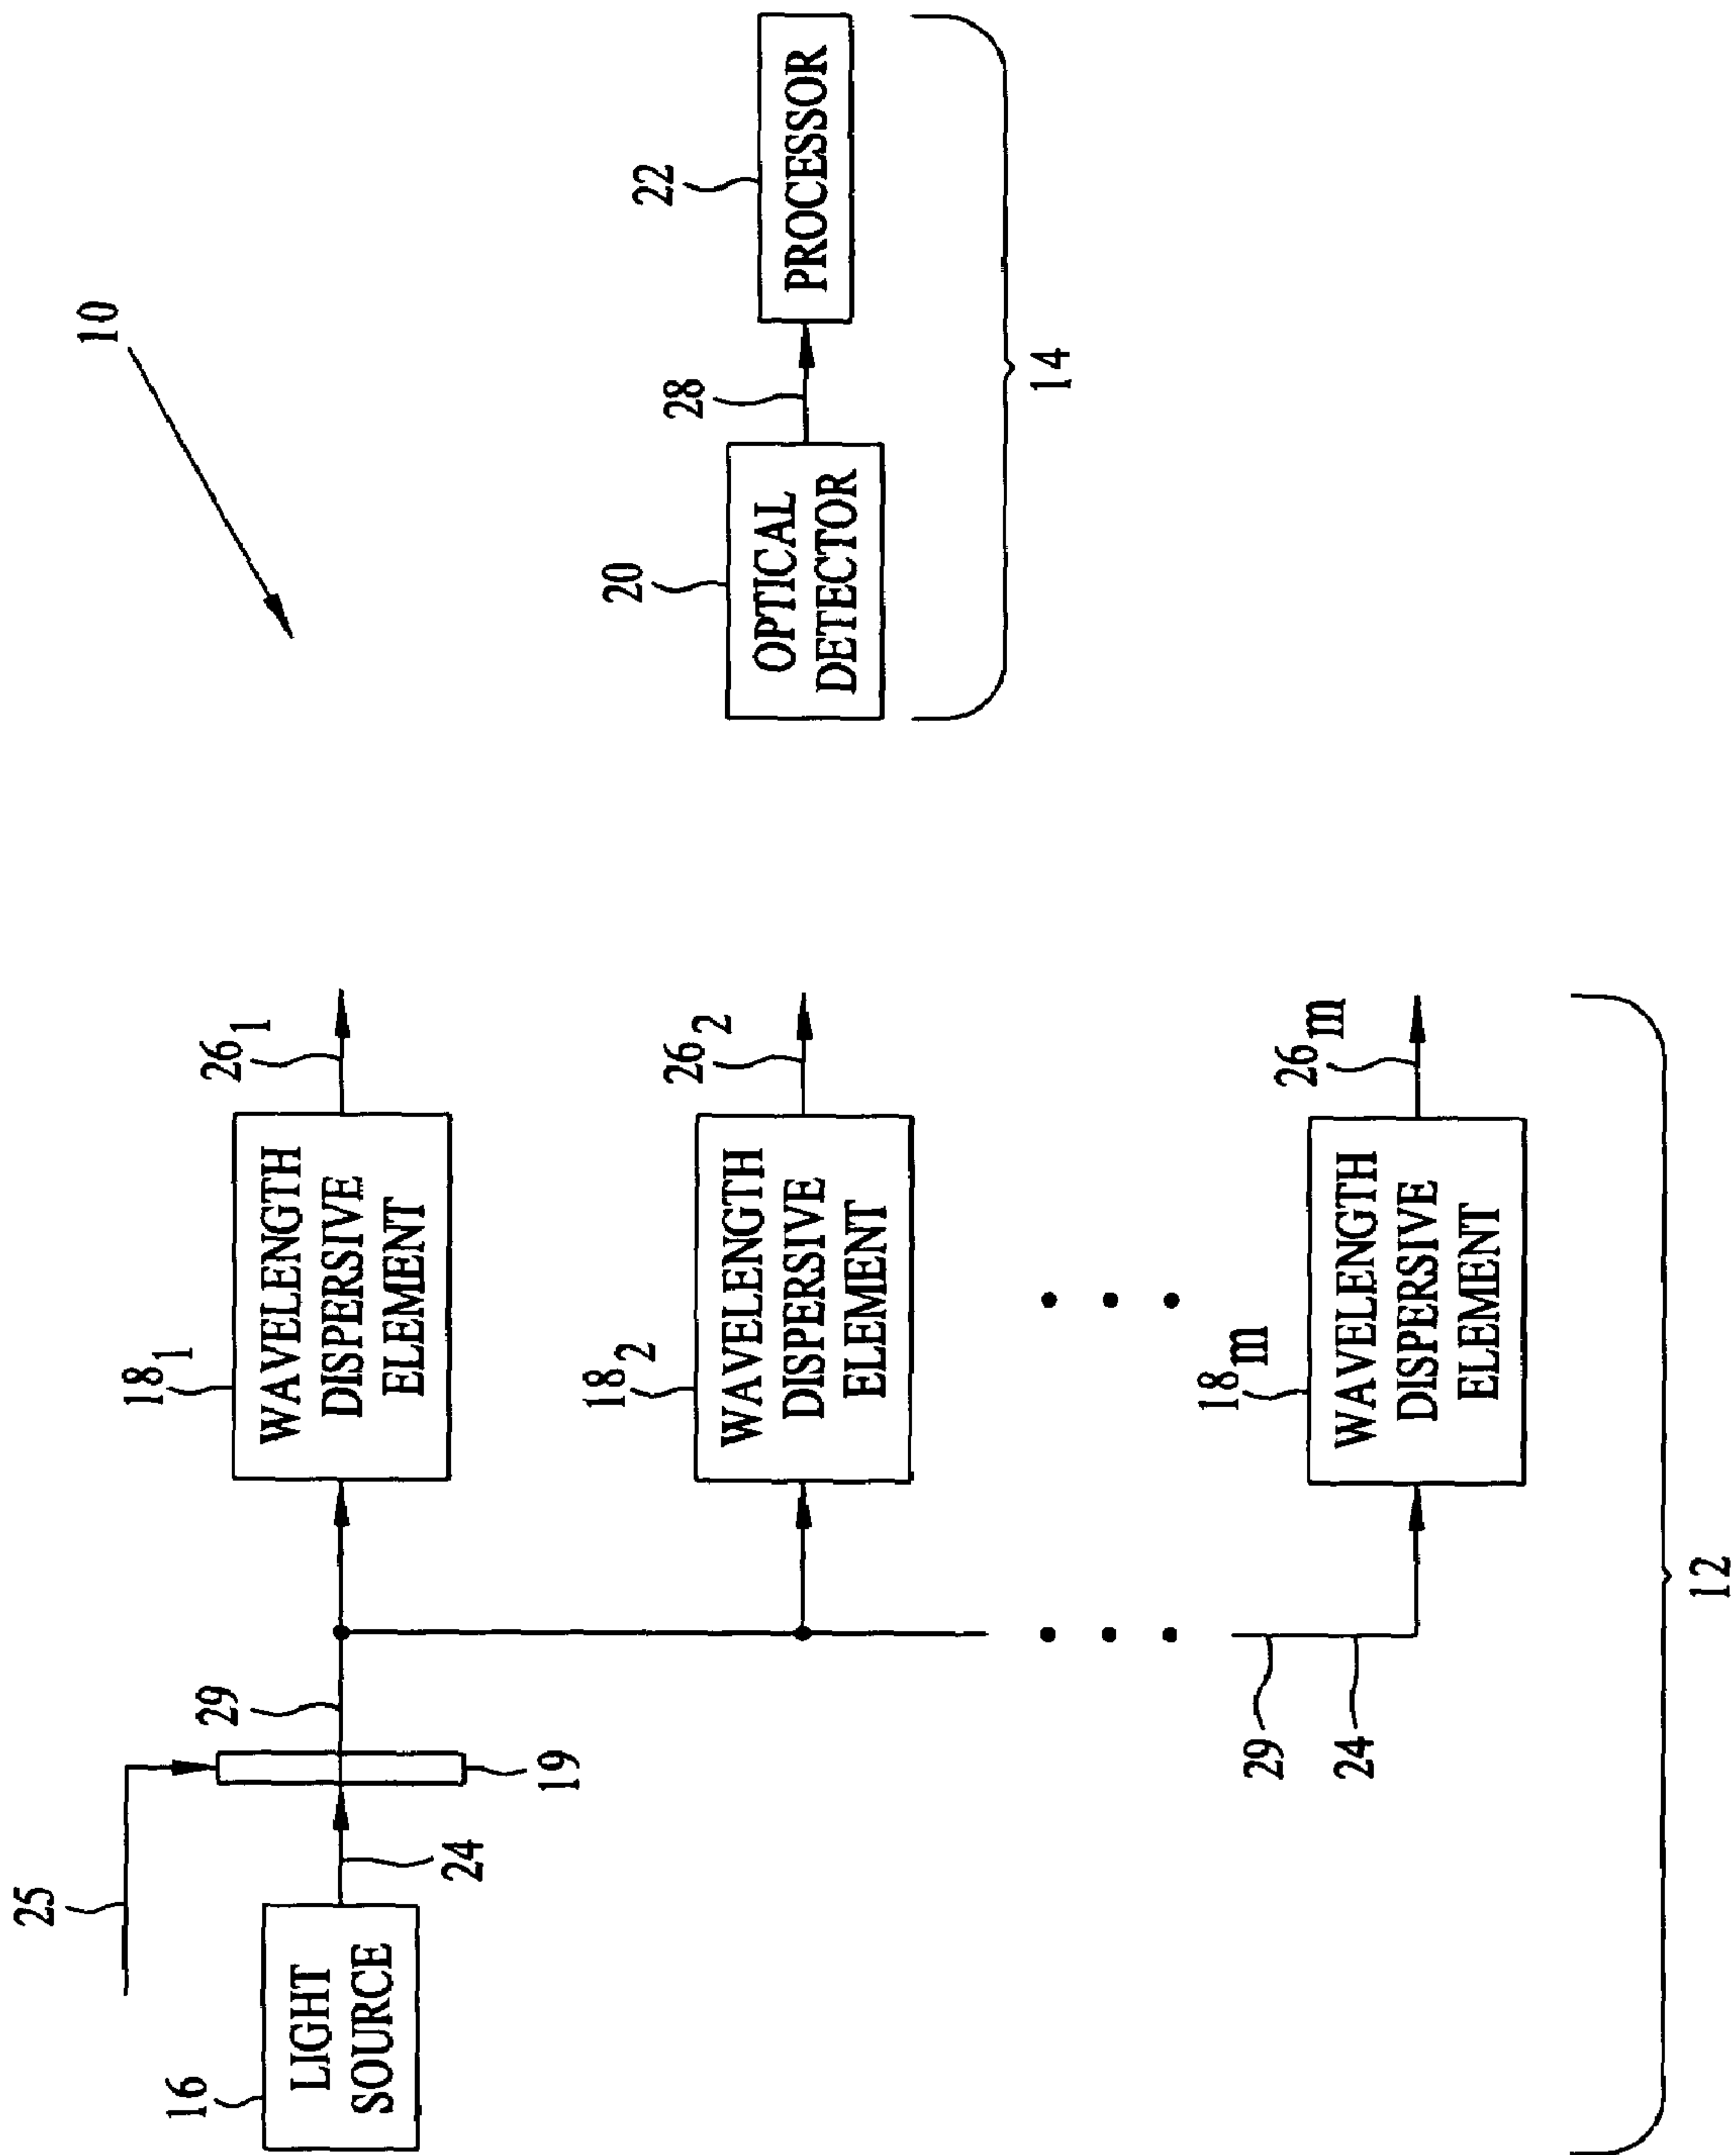 10
25
16
LIGHT
SOURCE
24
19
29
18 1
WAVELENGTH
DISPERSIVE
ELEMENT
26 1
18 2
WAVELENGTH
DISPERSIVE
ELEMENT
26 2
29
24
18 m
WAVELENGTH
DISPERSIVE
ELEMENT
26 m
12
20
OPTICAL
DETECTOR
28
22
PROCESSOR
14